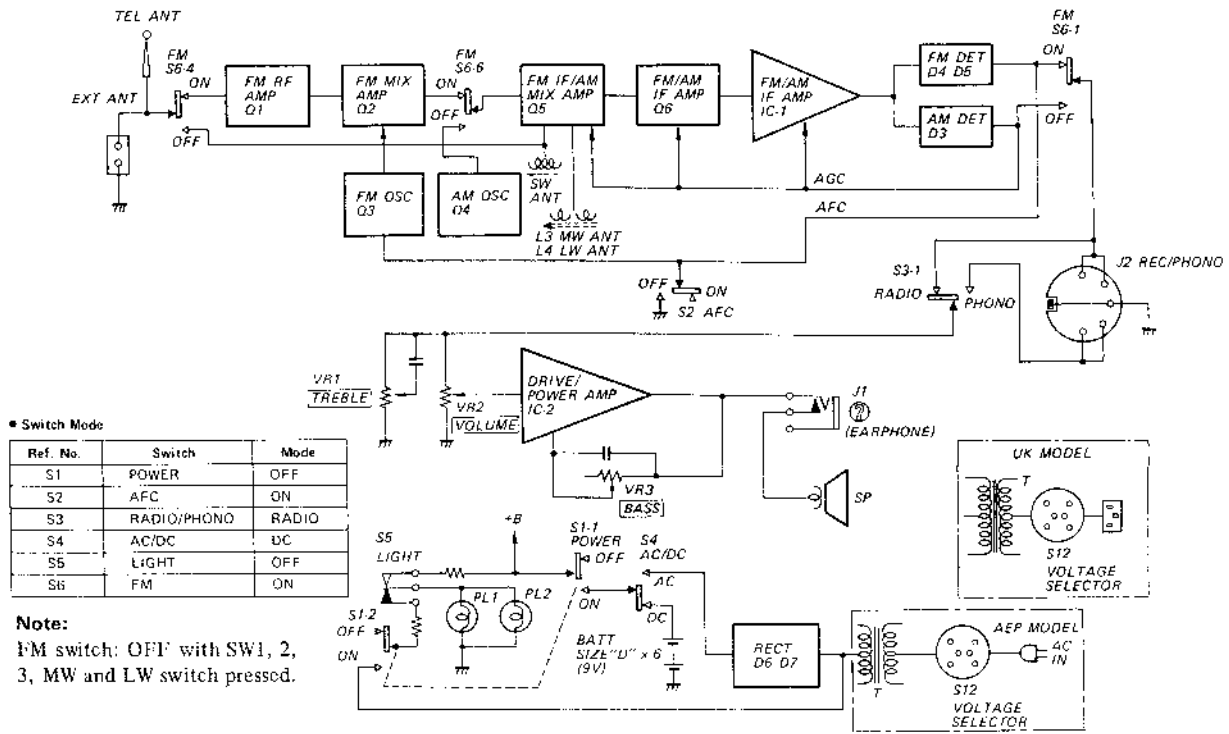 TEL ANT
FM
S6-4
ON
EXT ANT
OFF
FM RF
AMP
Q1
FM MIX
AMP
Q2
FM
S6-6
ON
OFF
FM IF/AM
MIX AMP
Q5
FM/AM
IF AMP
Q6
FM/AM
IF AMP
IC-1
FM DET
D4 D5
AM DET
D3
FM
S6-1
ON
OFF
FM OSC
Q3
AM OSC
Q4
SW
ANT
L3 MW ANT
L4 LW ANT
AGC
AFC
OFF
ON
S2 AFC
S3-1
RADIO
PHONO
J2 REC/PHONO
VR1
TREBLE
VR2
VOLUME
DRIVE/
POWER AMP
IC-2
VR3
BASS
J1
(EARPHONE)
SP
• Switch Mode
Ref. No. Switch Mode
S1 POWER OFF
S2 AFC ON
S3 RADIO/PHONO RADIO
S4 AC/DC DC
S5 LIGHT OFF
S6 FM ON
Note:
FM switch: OFF with SW1, 2,
3, MW and LW switch pressed.
S5
LIGHT
+B
S1-1
POWER
OFF
ON
S4
AC/DC
AC
DC
S1-2
OFF
ON
PL1
PL2
BATT
SIZE"D" x 6
(9V)
RECT
D6 D7
UK MODEL
T
S12
VOLTAGE
SELECTOR
AEP MODEL
AC
IN
T
S12
VOLTAGE
SELECTOR